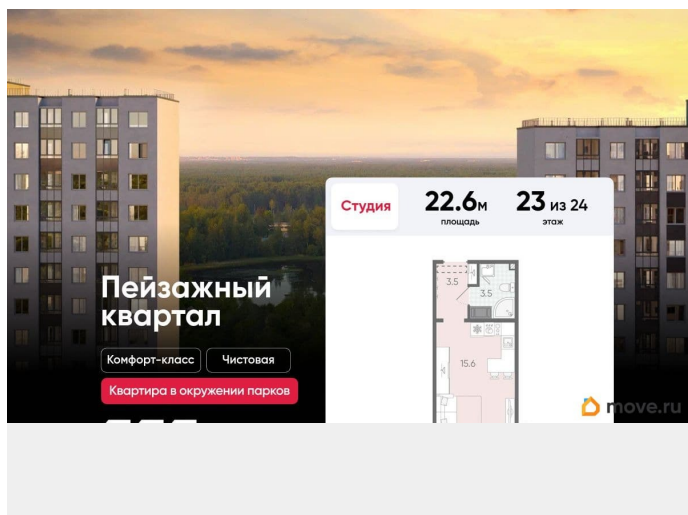 Студия
22.6м
площадь
23 из 24
этаж
Пейзажный
квартал
Комфорт-класс
Чистовая
Квартира в окружении парков
3.5
3.5
15.6
move.ru